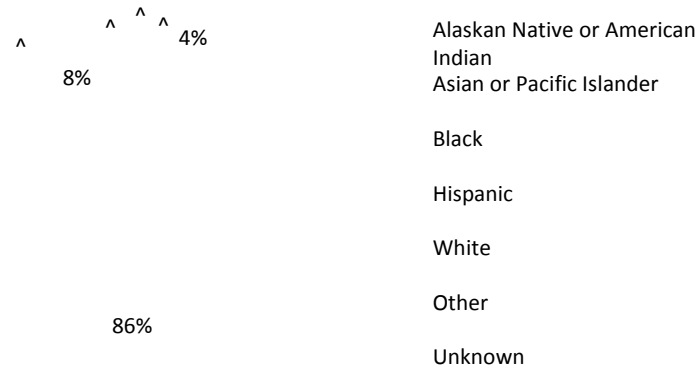 ^ ^ ^ ^ 4%
8%
86%
Alaskan Native or American
Indian
Asian or Pacific Islander
Black
Hispanic
White
Other
Unknown